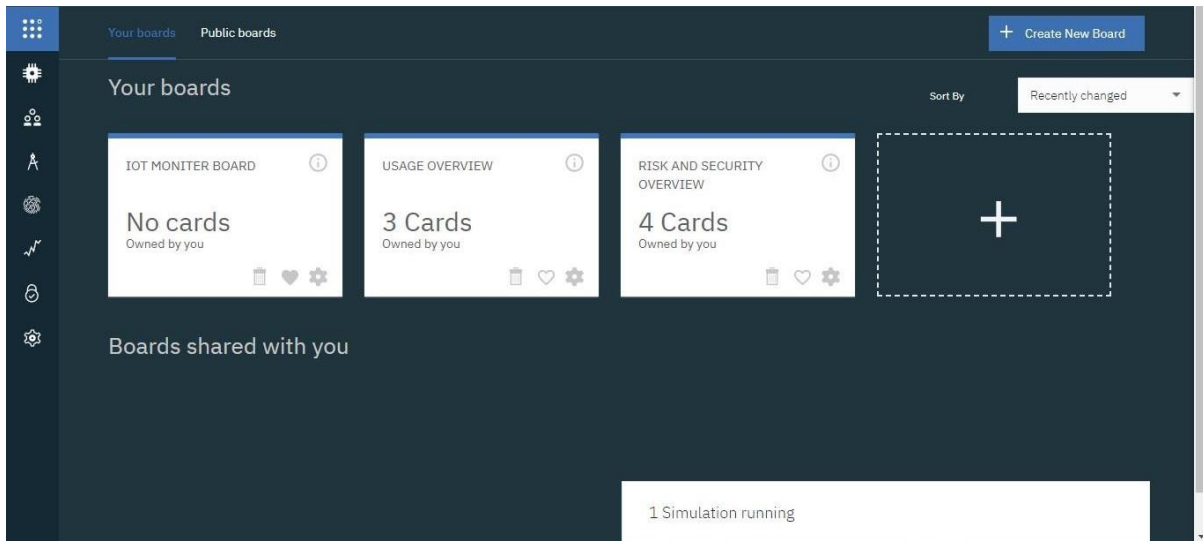 Your boards
Public boards
+ Create New Board
Your boards
Sort By
Recently changed
IOT MONITER BOARD
No cards
Owned by you
USAGE OVERVIEW
3 Cards
Owned by you
RISK AND SECURITY
OVERVIEW
4 Cards
Owned by you
Boards shared with you
1 Simulation running